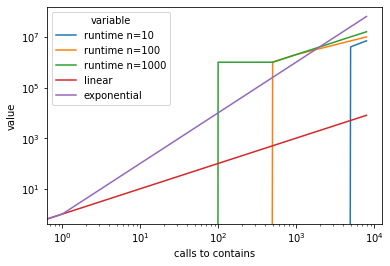 variable
runtime n=10
runtime n=100
runtime n=1000
linear
exponential
10^7
10^5
10^3
10^1
value
10^0
10^1
10^2
10^3
10^4
calls to contains